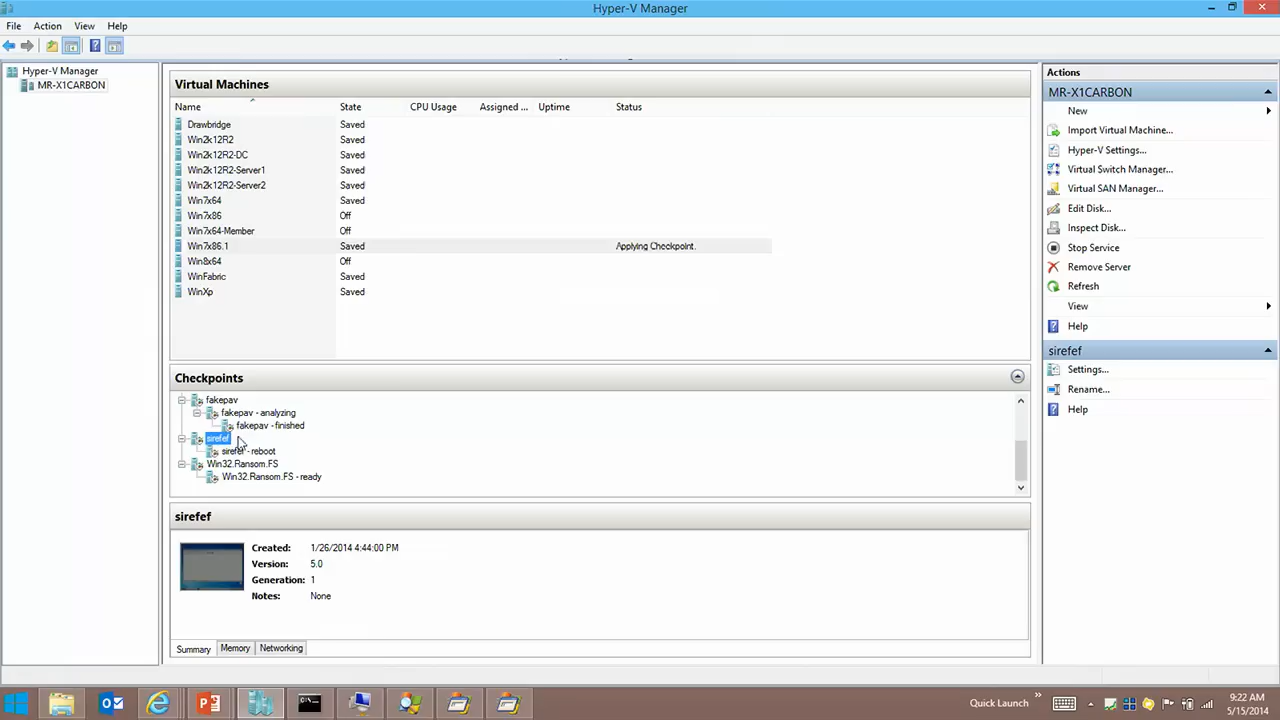 Hyper-V Manager
File Action View Help
Hyper-V Manager
MR-X1CARBON
Virtual Machines
Name State CPU Usage Assigned ... Uptime Status
Drawbridge Saved
Win2k12R2 Saved
Win2k12R2-DC Saved
Win2k12R2-Server1 Saved
Win2k12R2-Server2 Saved
Win7x64 Saved
Win7x86 Off
Win7x64-Member Off
Win7x86.1 Saved Applying Checkpoint.
Win8x64 Off
WinFabric Saved
WinXp Saved
Checkpoints
fakepav
fakepav - analyzing
fakepav - finished
sirefef
sirefef - reboot
Win32.Ransom.FS
Win32.Ransom.FS - ready
sirefef
Created: 1/26/2014 4:44:00 PM
Version: 5.0
Generation: 1
Notes: None
Summary Memory Networking
Actions
MR-X1CARBON
New
Import Virtual Machine...
Hyper-V Settings...
Virtual Switch Manager...
Virtual SAN Manager...
Edit Disk...
Inspect Disk...
Stop Service
Remove Server
Refresh
View
Help
sirefef
Settings...
Rename...
Help
Quick Launch
9:22 AM
5/15/2014